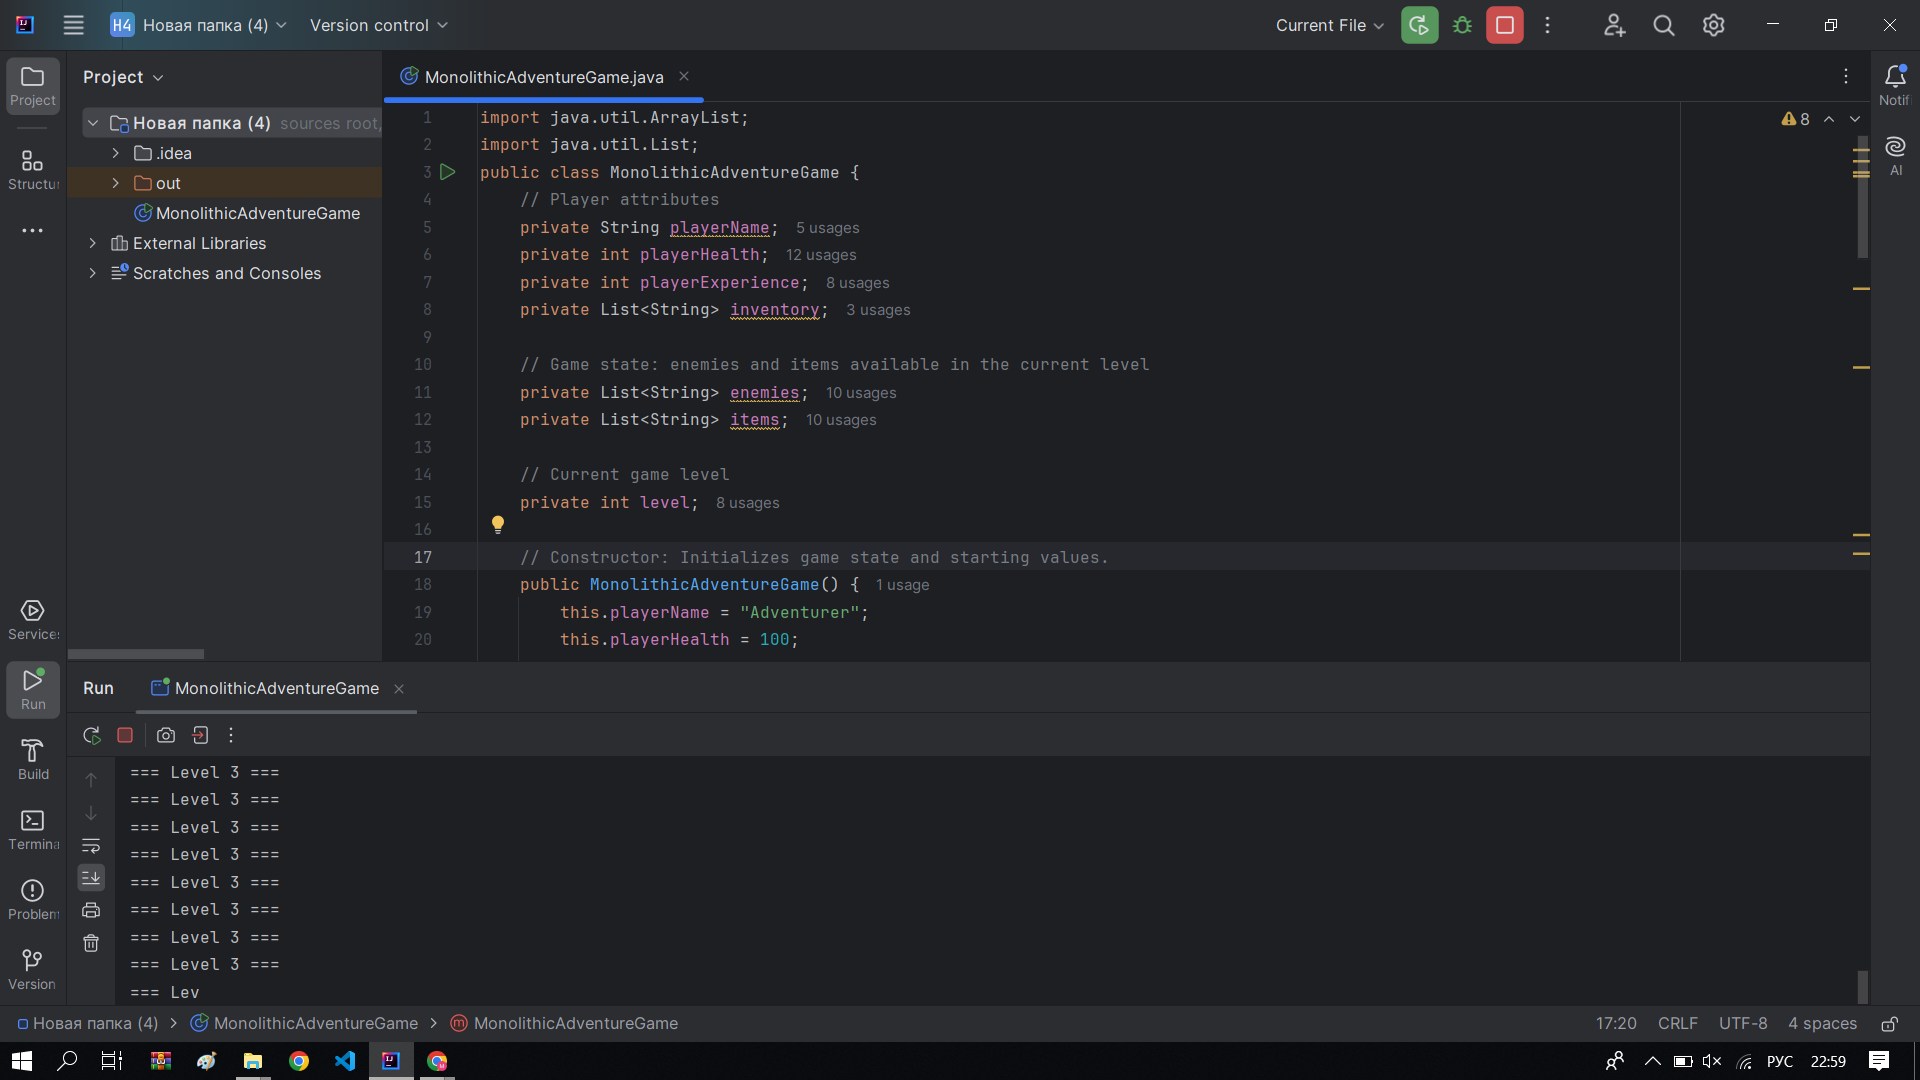 H4 Новая папка (4) Version control Current File
Project
Structu
Project
Новая папка (4) sources root,
.idea
out
MonolithicAdventureGame
External Libraries
Scratches and Consoles
MonolithicAdventureGame.java
8
Notifi
AI
1 import java.util.ArrayList;
2 import java.util.List;
3 public class MonolithicAdventureGame {
4 // Player attributes
5 private String playerName; 5 usages
6 private int playerHealth; 12 usages
7 private int playerExperience; 8 usages
8 private List<String> inventory; 3 usages
9
10 // Game state: enemies and items available in the current level
11 private List<String> enemies; 10 usages
12 private List<String> items; 10 usages
13
14 // Current game level
15 private int level; 8 usages
16
17 // Constructor: Initializes game state and starting values.
18 public MonolithicAdventureGame() { 1 usage
19 this.playerName = "Adventurer";
20 this.playerHealth = 100;
Service
Run
Build
Termina
Problem
Version
Run MonolithicAdventureGame
=== Level 3 ===
=== Level 3 ===
=== Level 3 ===
=== Level 3 ===
=== Level 3 ===
=== Level 3 ===
=== Level 3 ===
=== Level 3 ===
=== Lev
Новая папка (4) > MonolithicAdventureGame > m MonolithicAdventureGame
17:20 CRLF UTF-8 4 spaces
РУС 22:59